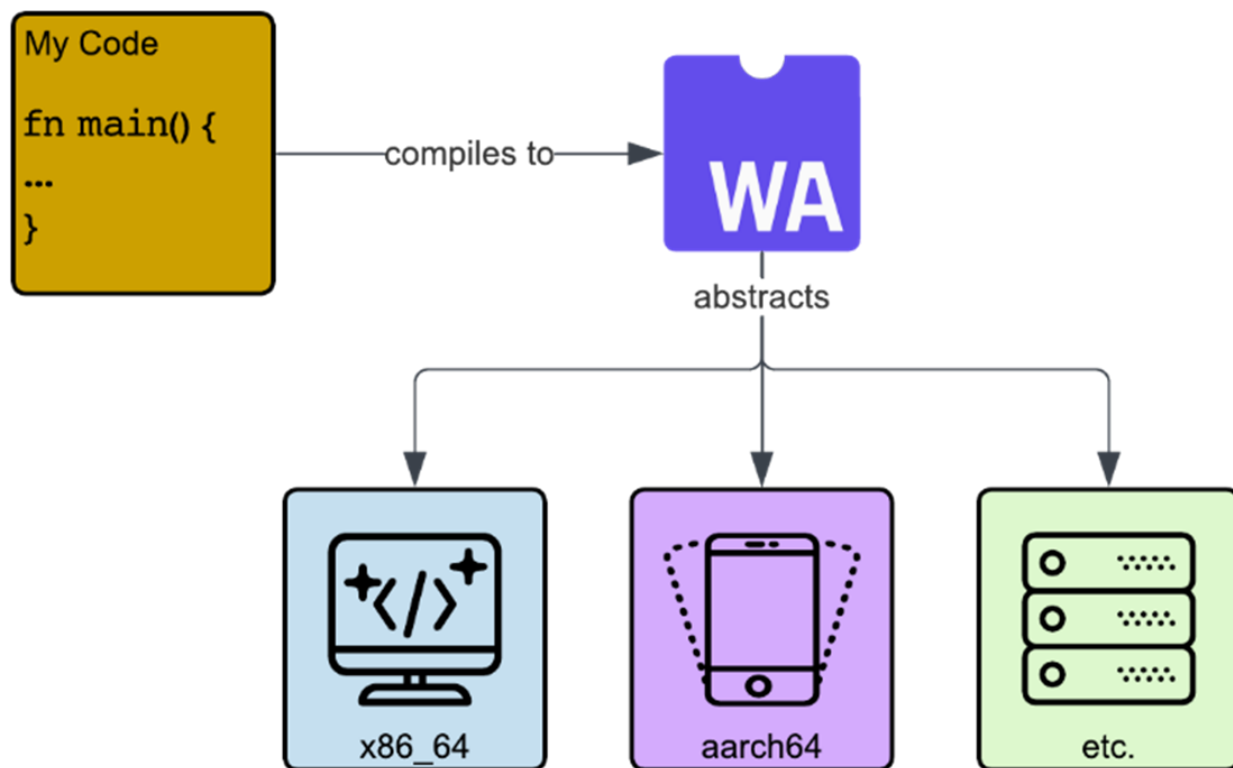 My Code
fn main() {
...
}
compiles to
WA
abstracts
</>
x86_64
aarch64
etc.